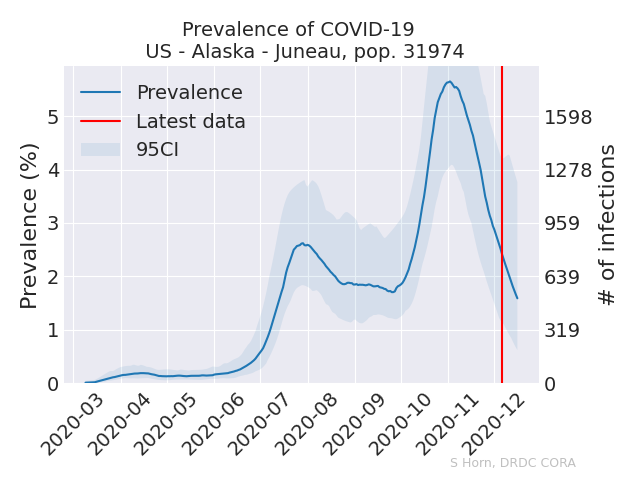 Prevalence of COVID-19
US - Alaska - Juneau, pop. 31974
Prevalence
Latest data
95CI
Prevalence (%)
5
4
3
2
1
0
1598
1278
959
639
319
0
# of infections
2020-03
2020-04
2020-05
2020-06
2020-07
2020-08
2020-09
2020-10
2020-11
2020-12
S Horn, DRDC CORA